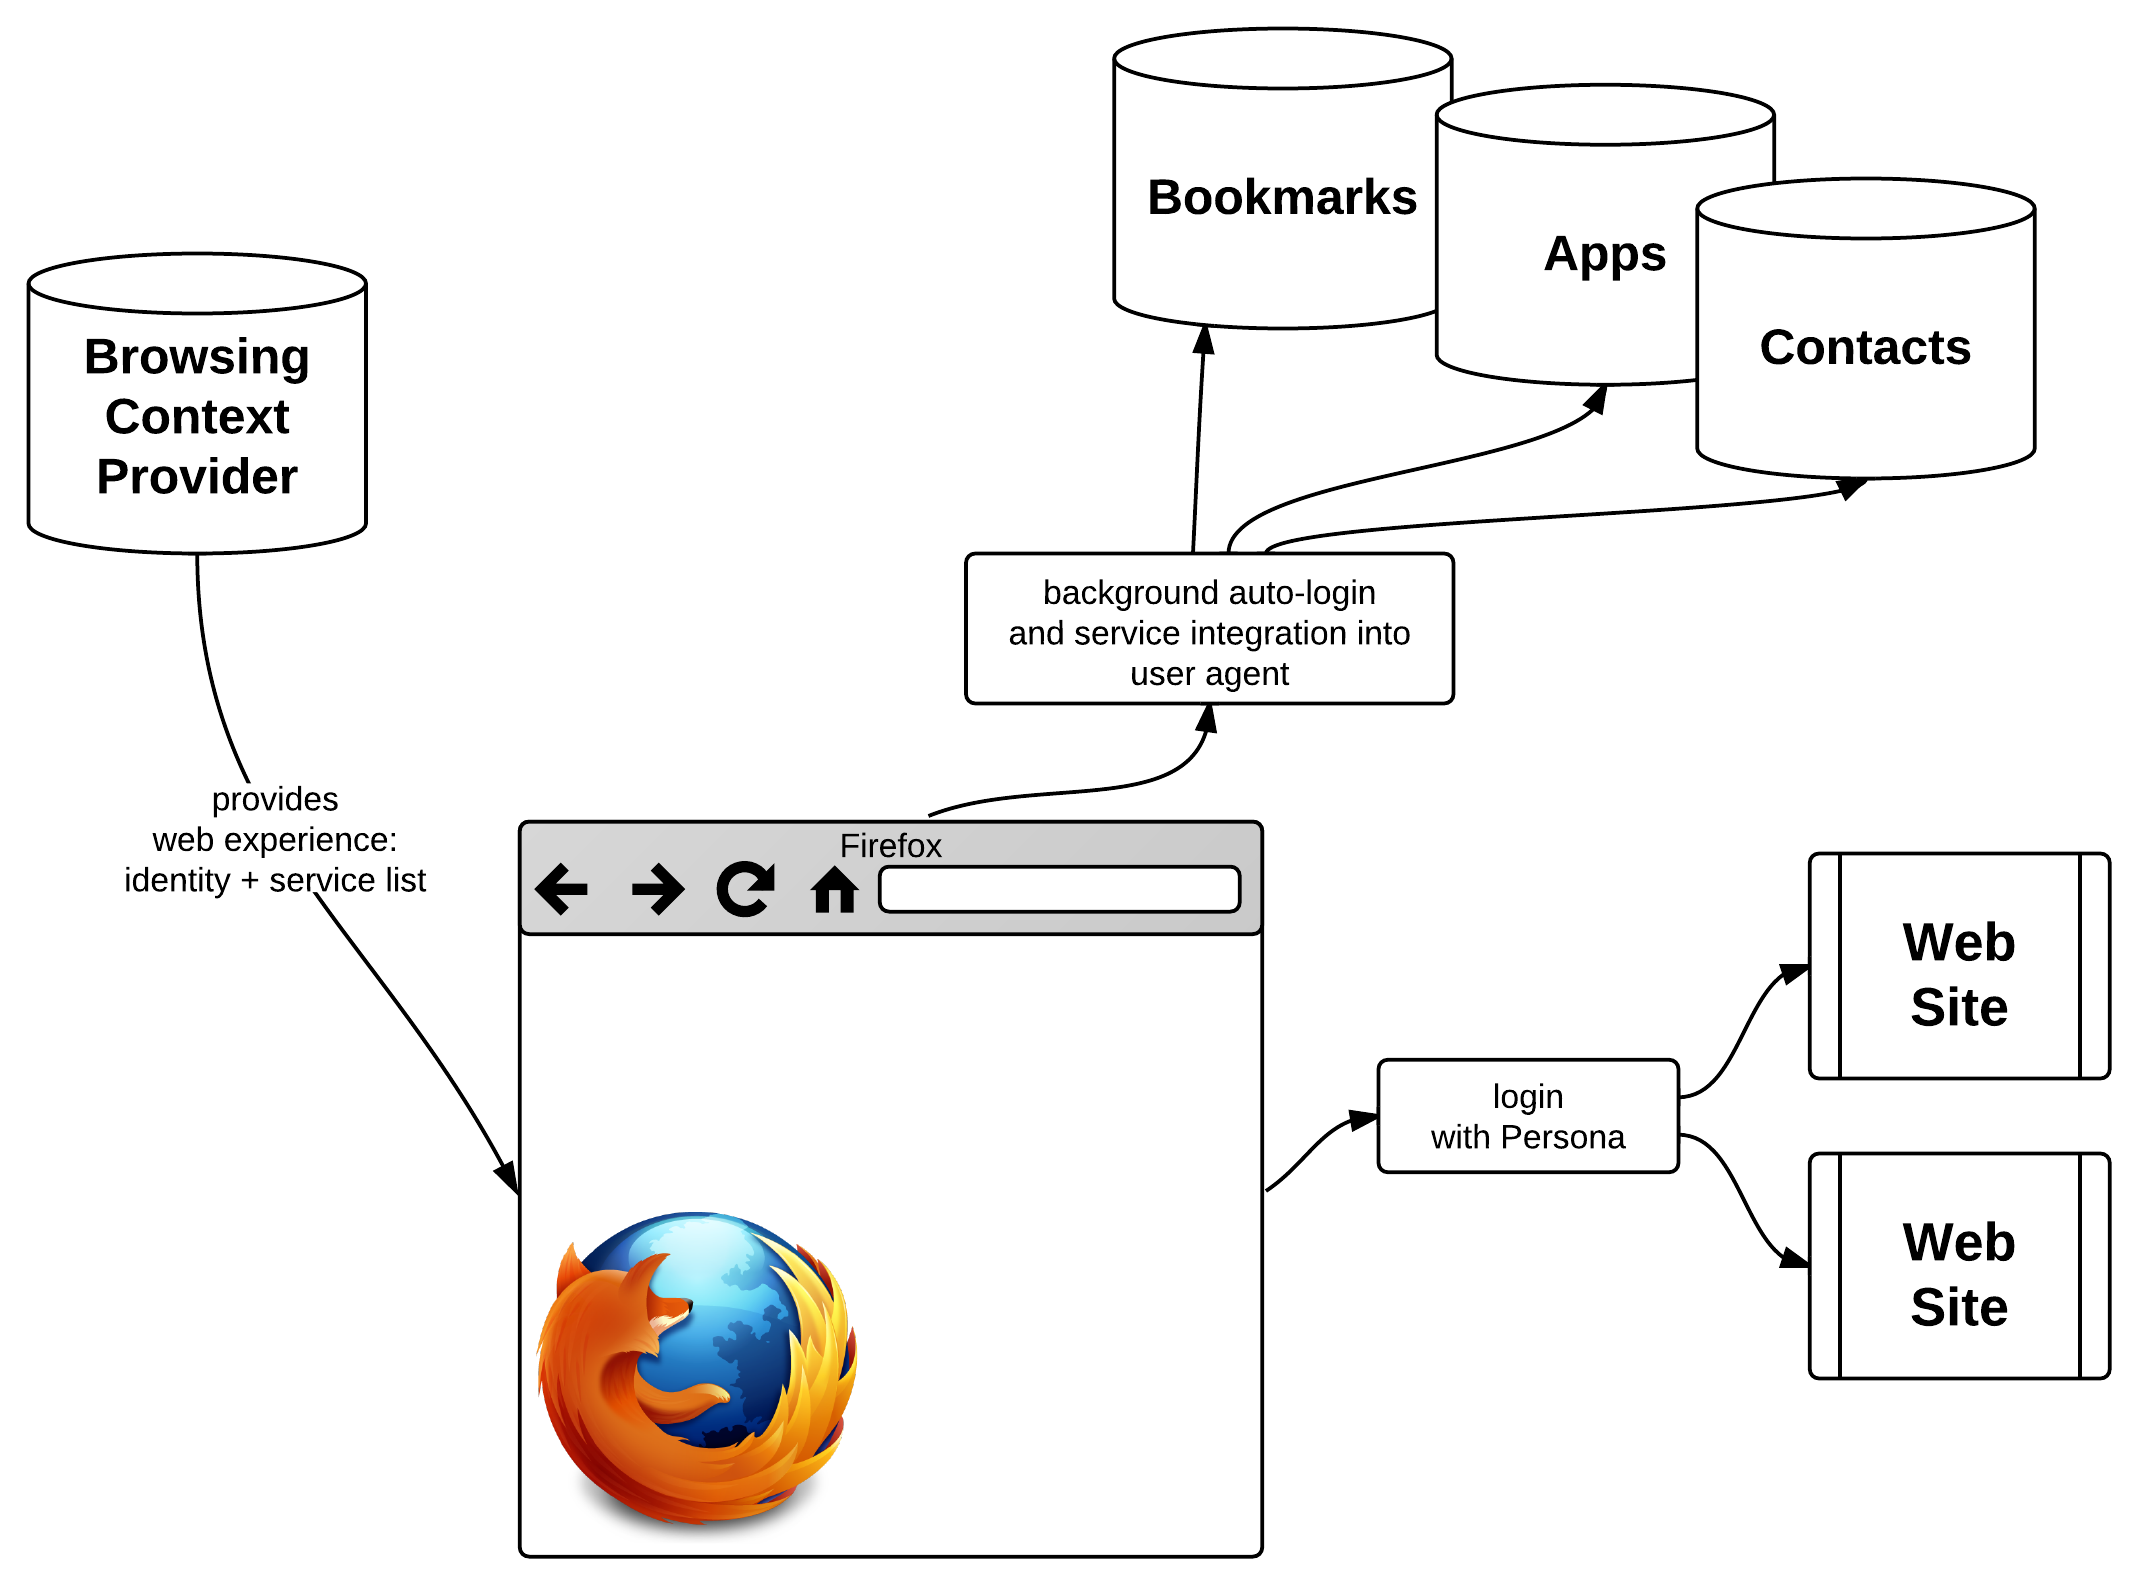 Bookmarks
Apps
Contacts
Browsing
Context
Provider
background auto-login
and service integration into
user agent
provides
web experience:
identity + service list
Firefox
Web
Site
login
with Persona
Web
Site